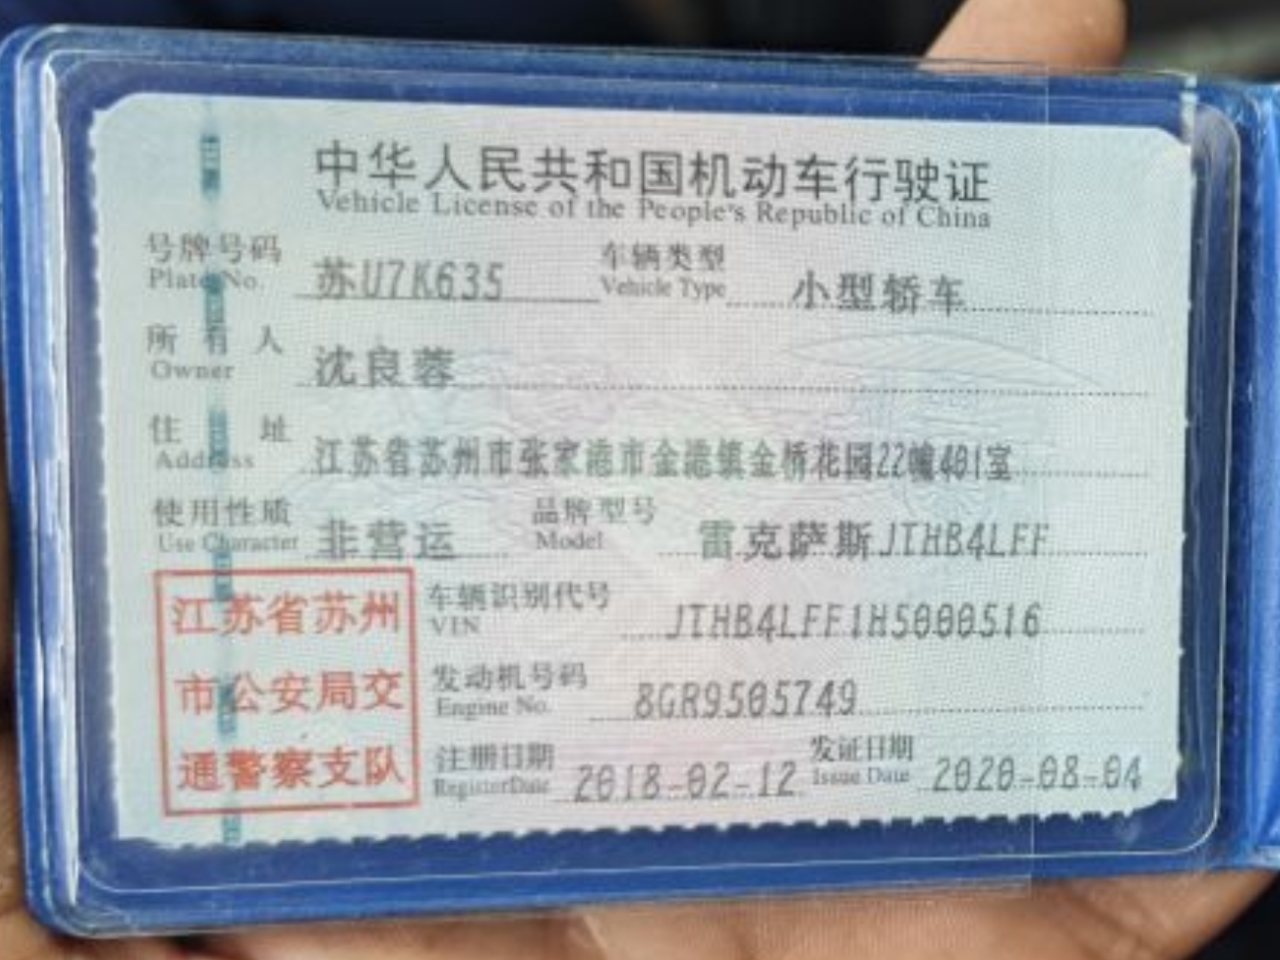 中华人民共和国机动车行驶证
Vehicle License of the People's Republic of China
号牌号码 苏U7K635 车辆类型 小型轿车
Plate No. Vehicle Type
所有人 沈良蓉
Owner
住址 江苏省苏州市张家港市金港镇金桥花园22幢401室
Address
使用性质 非营运 品牌型号 雷克萨斯JTHB4LFF
Use Character Model
车辆识别代号 JTHB4LFF1H5000516
VIN
发动机号码 8GR9505749
Engine No.
注册日期 2018-02-12 发证日期 2020-08-04
RegisterDate Issue Date
江苏省苏州
市公安局交
通警察支队